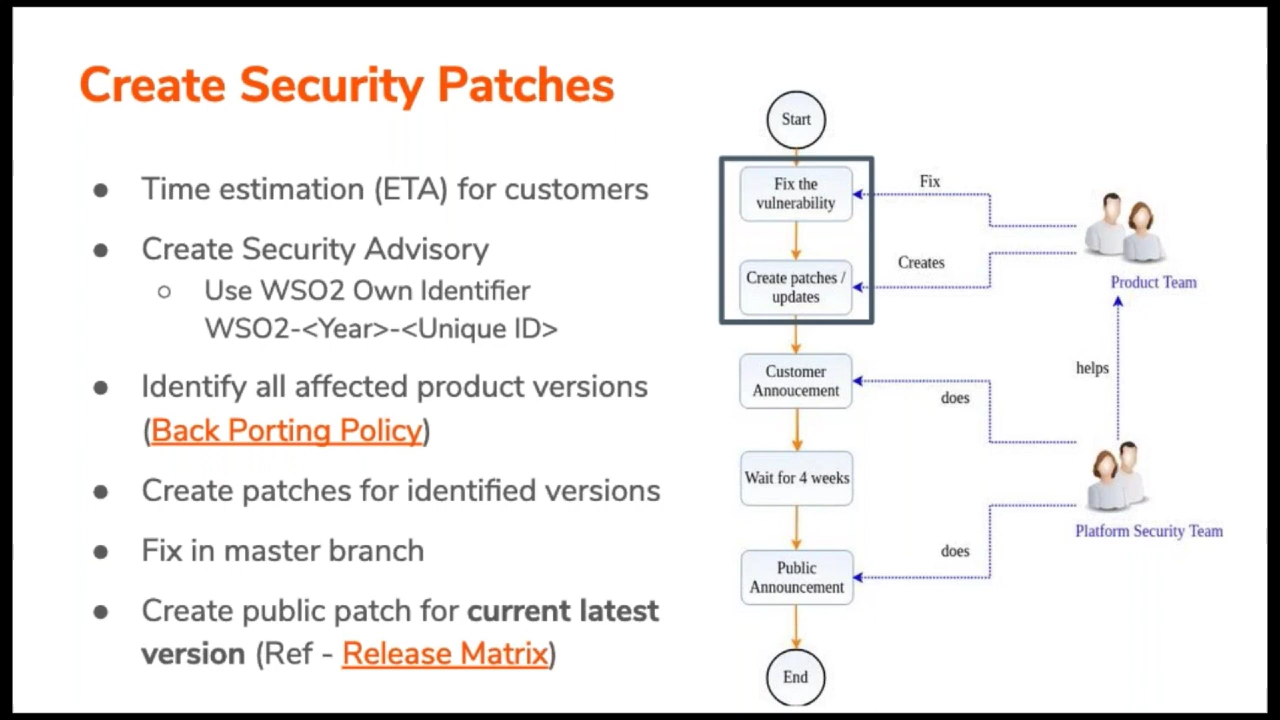 Create Security Patches
● Time estimation (ETA) for customers
● Create Security Advisory
○ Use WSO2 Own Identifier
WSO2-<Year>-<Unique ID>
● Identify all affected product versions
(Back Porting Policy)
● Create patches for identified versions
● Fix in master branch
● Create public patch for current latest
version (Ref - Release Matrix)
Start
Fix the
vulnerability
Fix
Create patches /
updates
Creates
Product Team
Customer
Annoucement
does
helps
Wait for 4 weeks
Platform Security Team
Public
Announcement
does
End